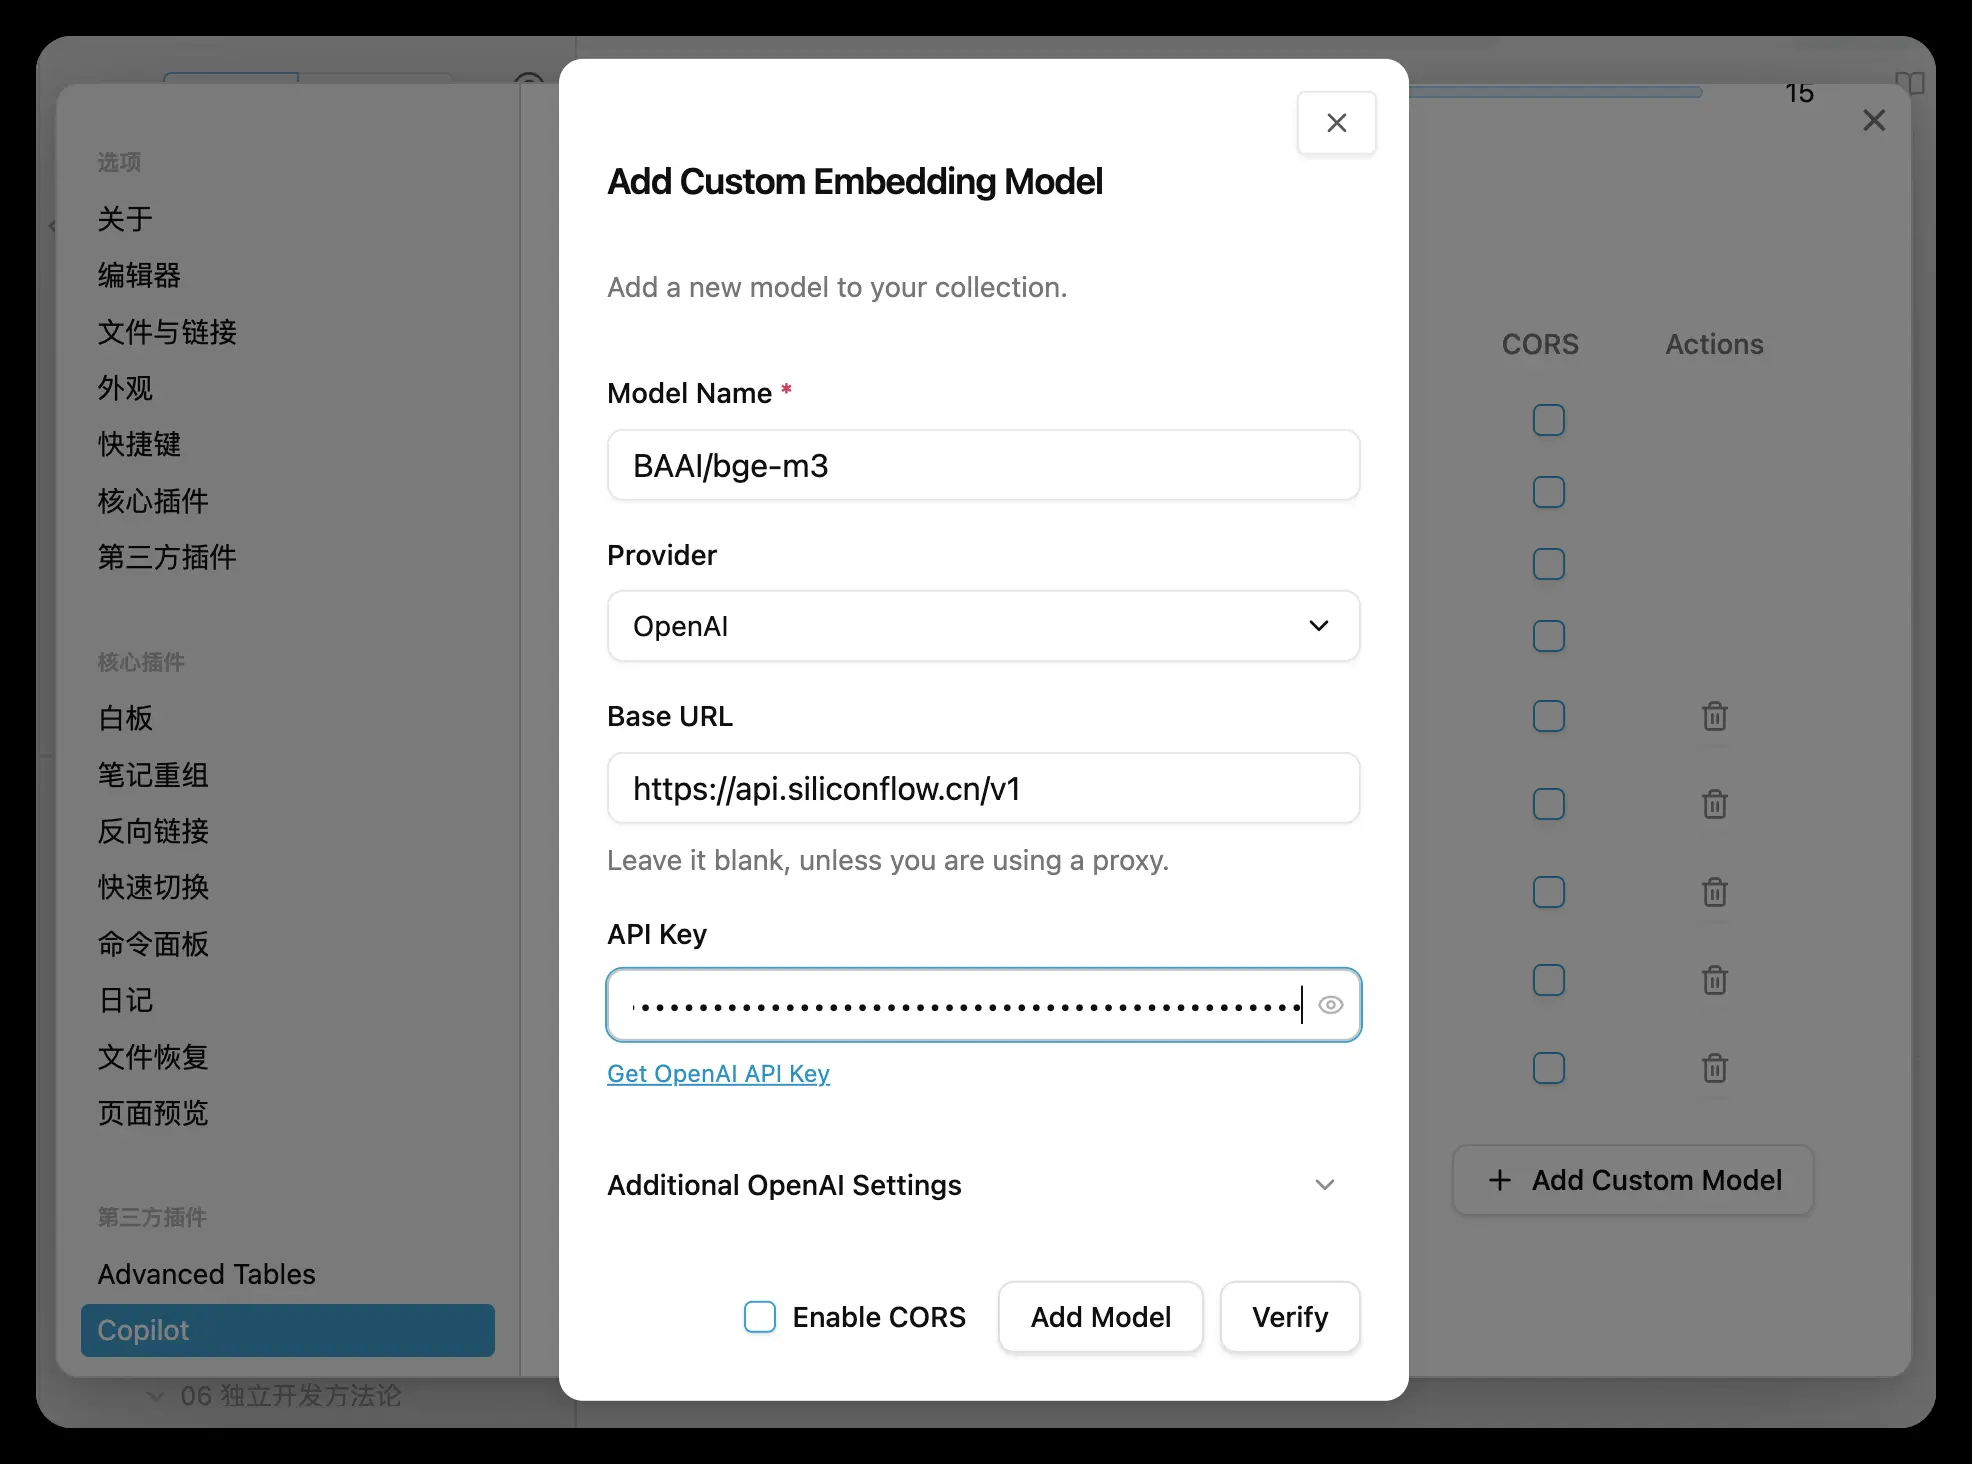 选项
关于
编辑器
文件与链接
外观
快捷键
核心插件
第三方插件
核心插件
白板
笔记重组
反向链接
快速切换
命令面板
日记
文件恢复
页面预览
第三方插件
Advanced Tables
Copilot
06 独立开发方法论
Add Custom Embedding Model
Add a new model to your collection.
Model Name *
BAAI/bge-m3
Provider
OpenAI
Base URL
https://api.siliconflow.cn/v1
Leave it blank, unless you are using a proxy.
API Key
Get OpenAI API Key
Additional OpenAI Settings
Enable CORS
Add Model
Verify
15
CORS
Actions
+ Add Custom Model